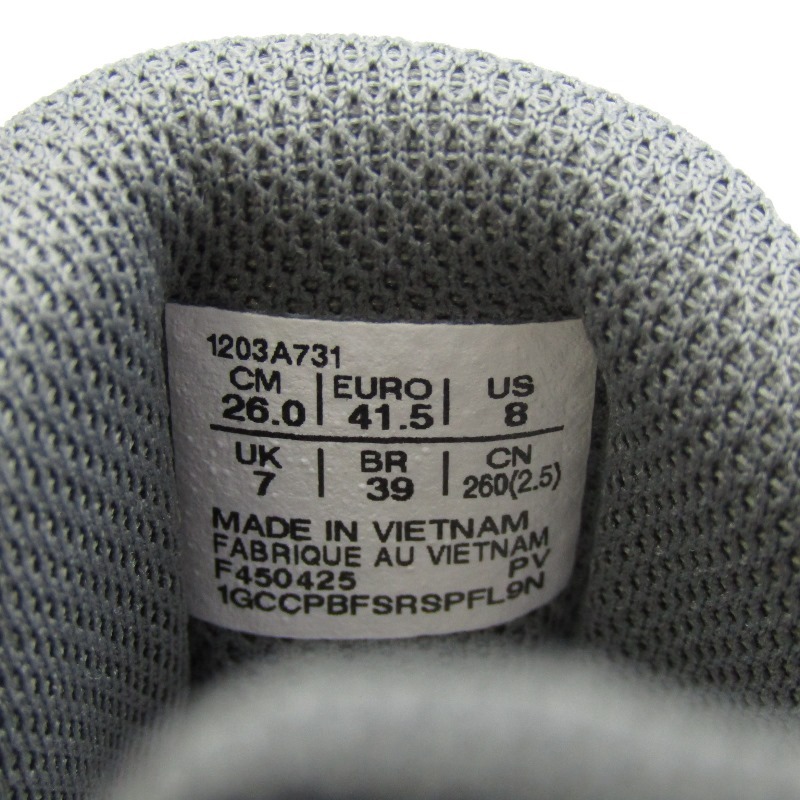 1203A731
CM | EURO | US
26.0 | 41.5 | 8
UK | BR | CN
7 | 39 | 260(2.5)
MADE IN VIETNAM
FABRIQUE AU VIETNAM
F450425 PV
1GCCPBFSRSPFL9N